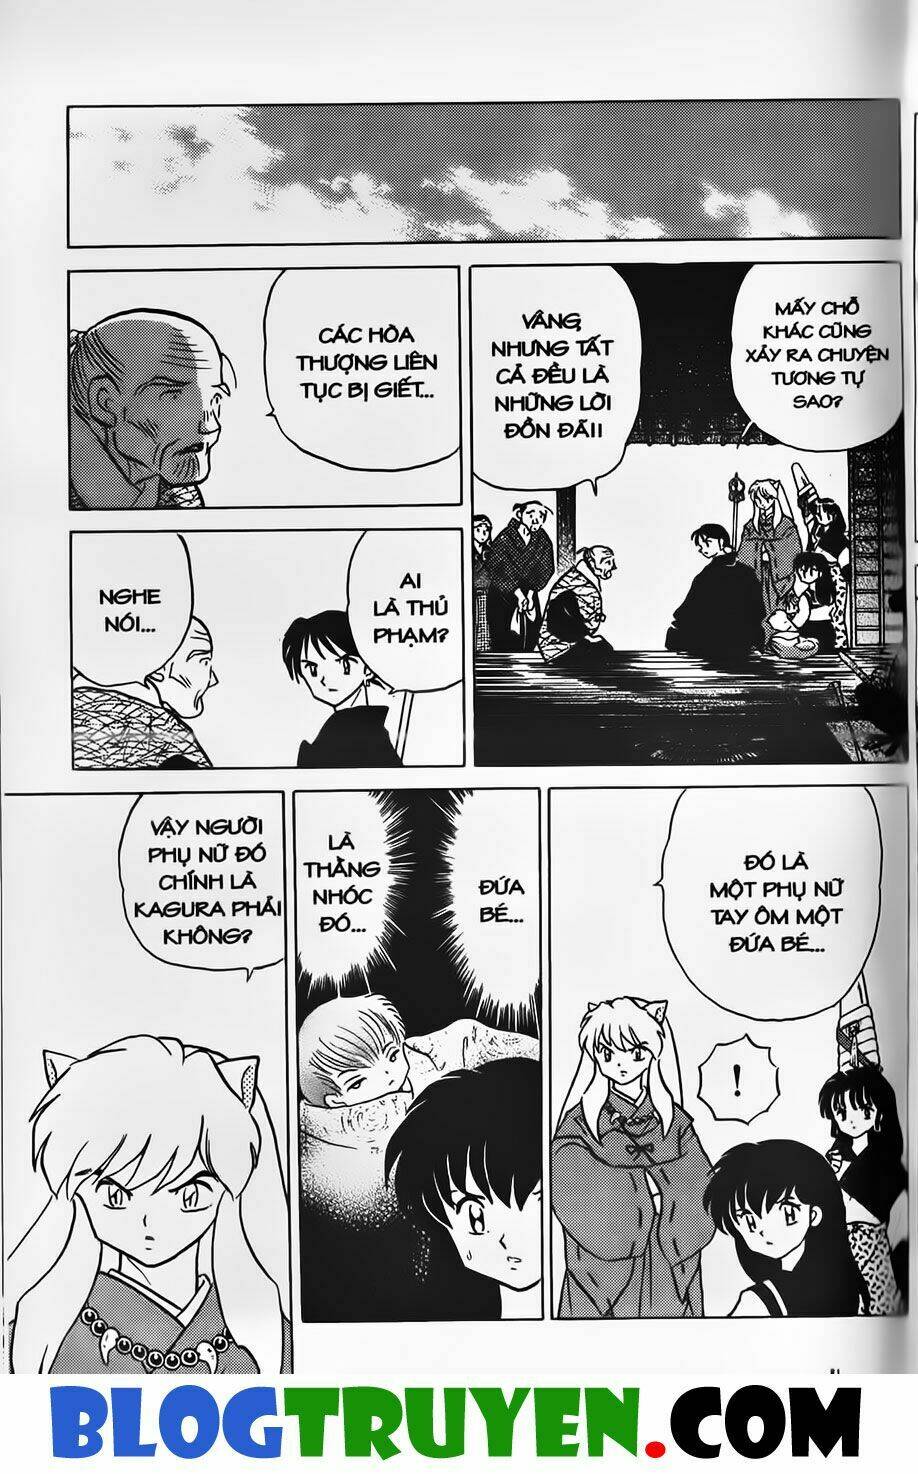 MẤY CHỖ
KHÁC CŨNG
XẢY RA CHUYỆN
TƯƠNG TỰ
SAO?
VÂNG,
NHƯNG TẤT
CẢ ĐỀU LÀ
NHỮNG LỜI
ĐỒN ĐÃI!
CÁC HÒA
THƯỢNG LIÊN
TỤC BỊ GIẾT...
AI
LÀ THỦ
PHẠM?
NGHE
NÓI...
ĐÓ LÀ
MỘT PHỤ NỮ
TAY ÔM MỘT
ĐỨA BÉ...
!
ĐỨA
BÉ...
LÀ
THẰNG
NHÓC
ĐÓ...
VẬY NGƯỜI
PHỤ NỮ ĐÓ
CHÍNH LÀ
KAGURA PHẢI
KHÔNG?
BLOGTRUYEN.COM